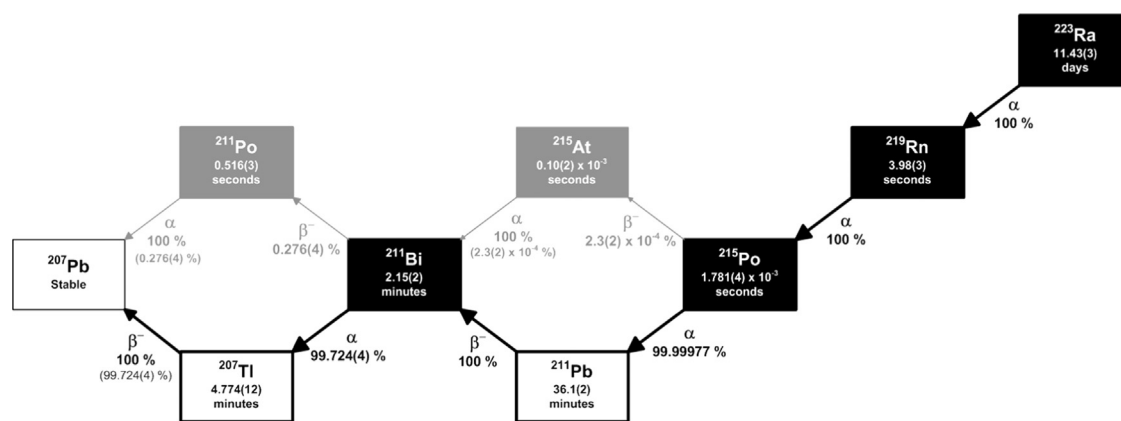 ²²³Ra
11.43(3)
days
α
100 %
²¹¹Po
0.516(3)
seconds
²¹⁵At
0.10(2) x 10⁻³
seconds
²¹⁹Rn
3.98(3)
seconds
α
100 %
(0.276(4) %)
β⁻
0.276(4) %
α
100 %
(2.3(2) x 10⁻⁴ %)
β⁻
2.3(2) x 10⁻⁴ %
α
100 %
²⁰⁷Pb
Stable
²¹¹Bi
2.15(2)
minutes
²¹⁵Po
1.781(4) x 10⁻³
seconds
β⁻
100 %
(99.724(4) %)
α
99.724(4) %
β⁻
100 %
α
99.99977 %
²⁰⁷Tl
4.774(12)
minutes
²¹¹Pb
36.1(2)
minutes